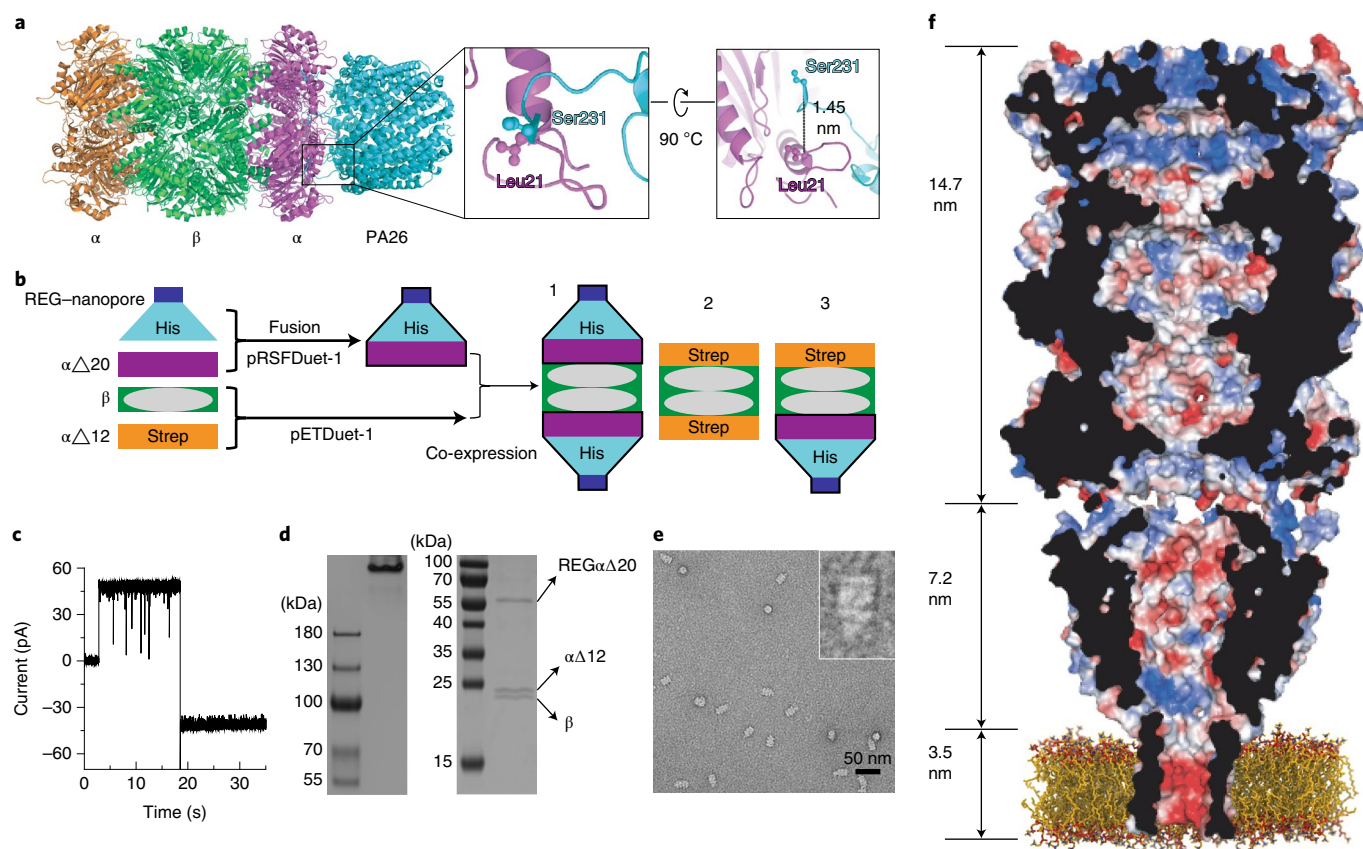 a
Ser231
Leu21
90 °C
Ser231
1.45
nm
Leu21
α
β
α
PA26
b
REG–nanopore
His
α△20
β
α△12
Strep
Fusion
pRSFDuet-1
pETDuet-1
His
Co-expression
1
2
3
His
Strep
Strep
His
Strep
His
c
60
30
0
−30
−60
Current (pA)
0
10
20
30
Time (s)
d
(kDa)
180
130
100
70
55
(kDa)
100
70
55
40
35
25
15
REGαΔ20
αΔ12
β
e
50 nm
f
14.7
nm
7.2
nm
3.5
nm